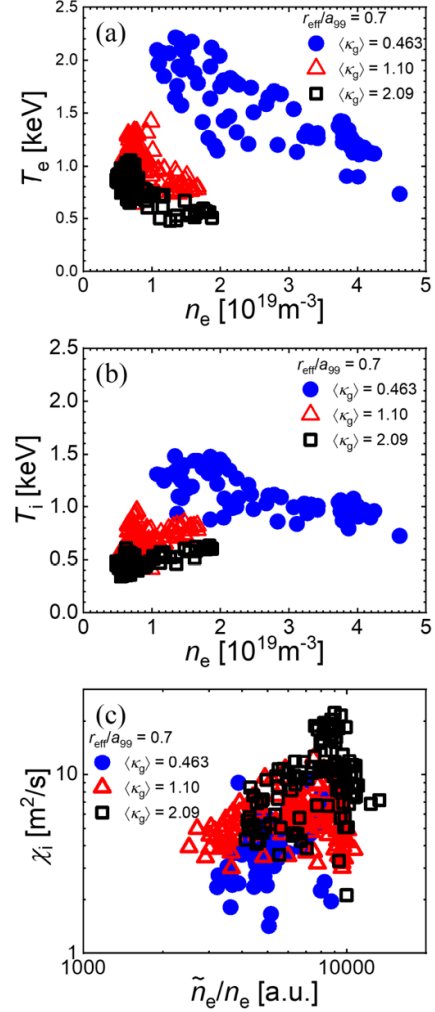 (a)
r_eff/a_99 = 0.7
⟨κ_g⟩ = 0.463
⟨κ_g⟩ = 1.10
⟨κ_g⟩ = 2.09
T_e [keV]
2.5
2.0
1.5
1.0
0.5
0.0
0 1 2 3 4 5
n_e [10^19 m^-3]
(b)
r_eff/a_99 = 0.7
⟨κ_g⟩ = 0.463
⟨κ_g⟩ = 1.10
⟨κ_g⟩ = 2.09
T_i [keV]
2.5
2.0
1.5
1.0
0.5
0.0
0 1 2 3 4 5
n_e [10^19 m^-3]
(c)
r_eff/a_99 = 0.7
⟨κ_g⟩ = 0.463
⟨κ_g⟩ = 1.10
⟨κ_g⟩ = 2.09
χ_i [m^2/s]
10
1
1000 10000
ñ_e/n_e [a.u.]